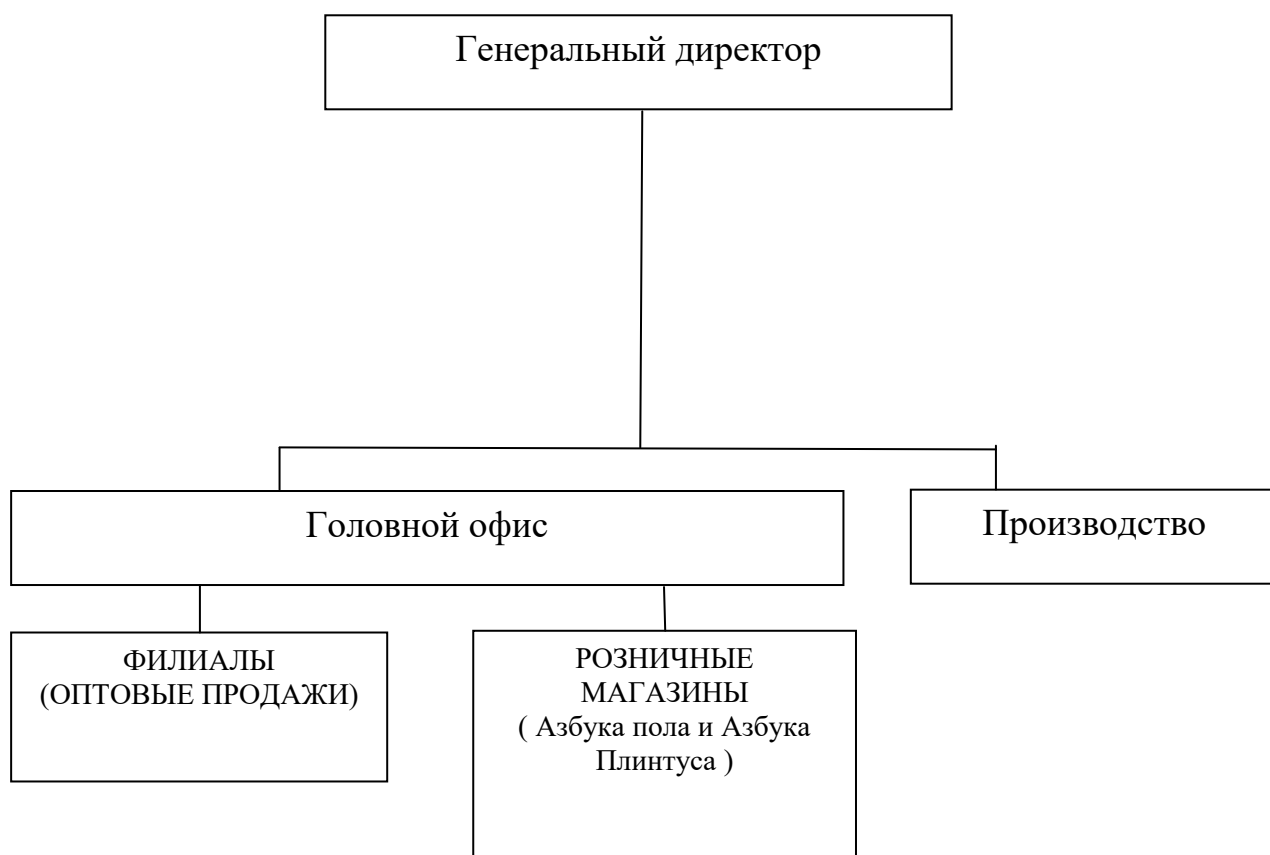 Генеральный директор
Головной офис
Производство
ФИЛИАЛЫ
(ОПТОВЫЕ ПРОДАЖИ)
РОЗНИЧНЫЕ
МАГАЗИНЫ
( Азбука пола и Азбука
Плинтуса )